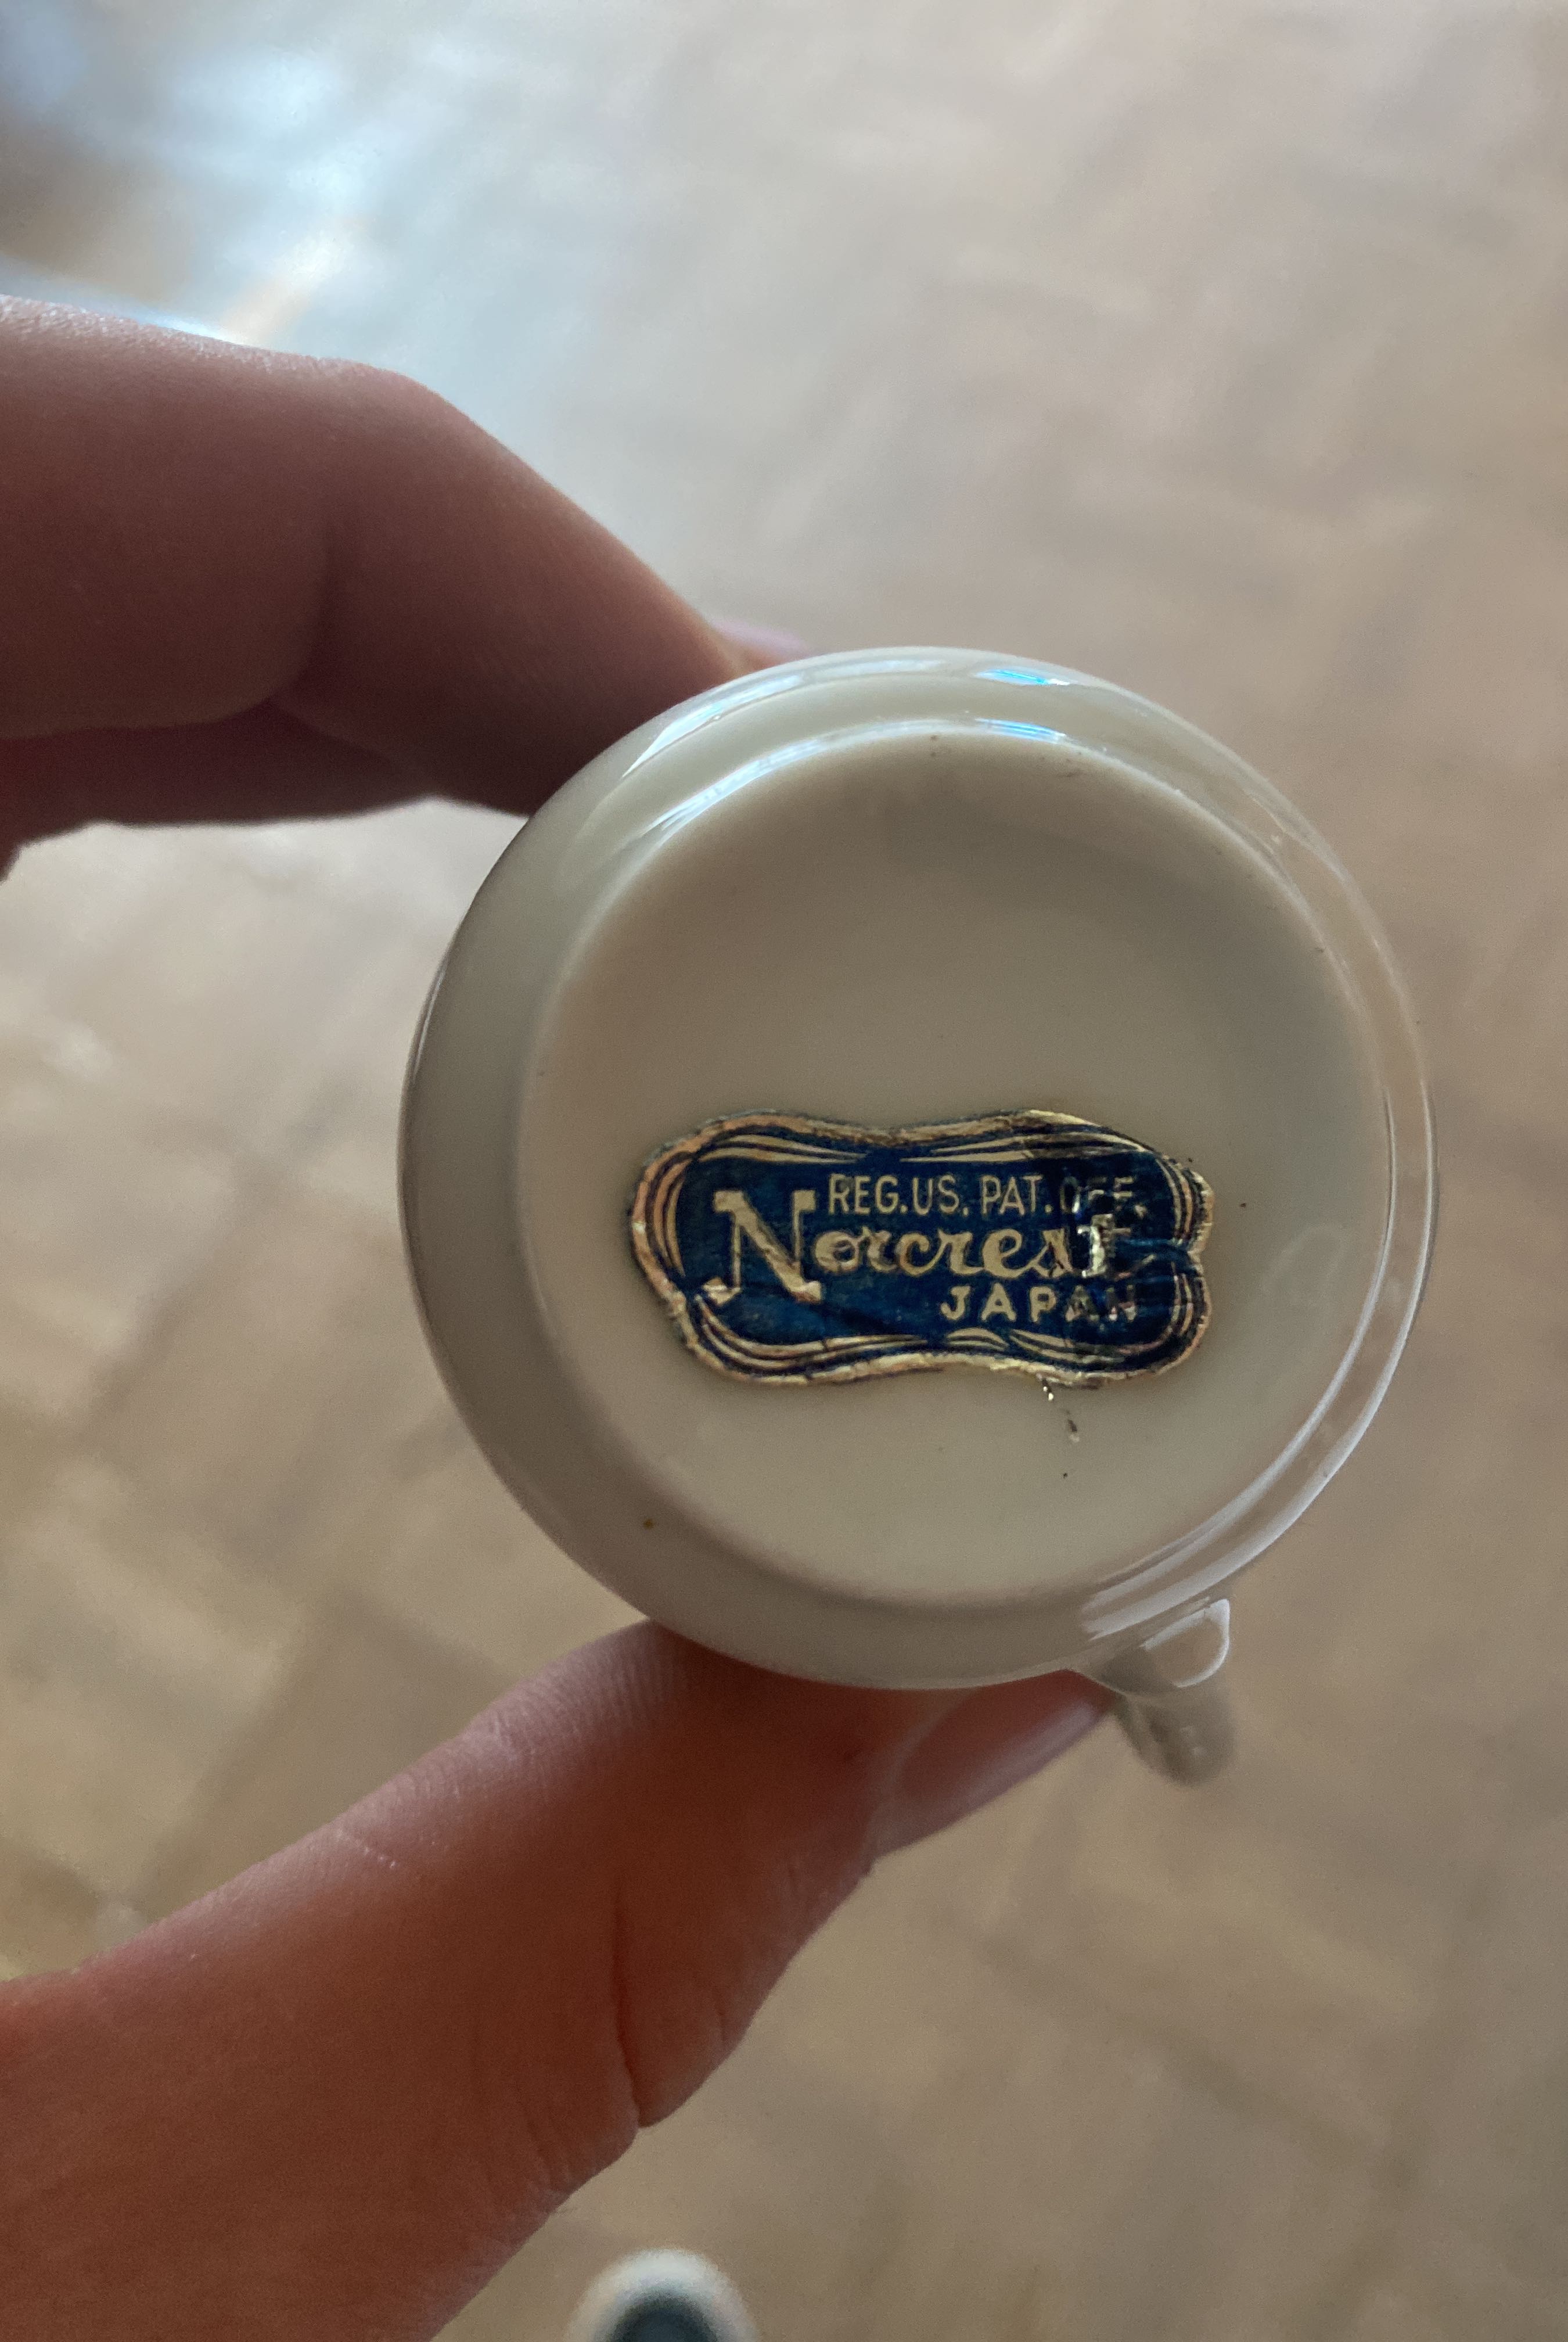 REG.US. PAT. OFF.
Norcrest
JAPAN